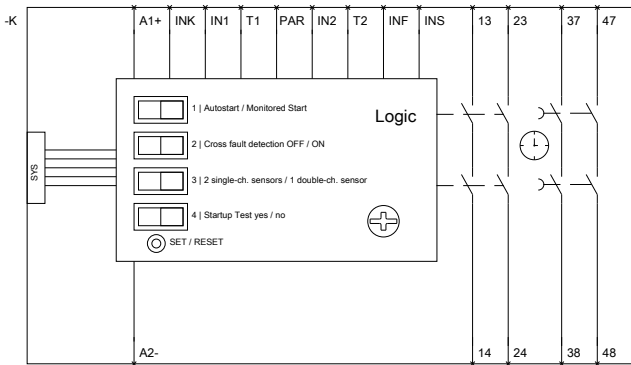 -K A1+ INK IN1 T1 PAR IN2 T2 INF INS 13 23 37 47
1 | Autostart / Monitored Start
Logic
2 | Cross fault detection OFF / ON
SYS
3 | 2 single-ch. sensors / 1 double-ch. sensor
4 | Startup Test yes / no
SET / RESET
A2- 14 24 38 48